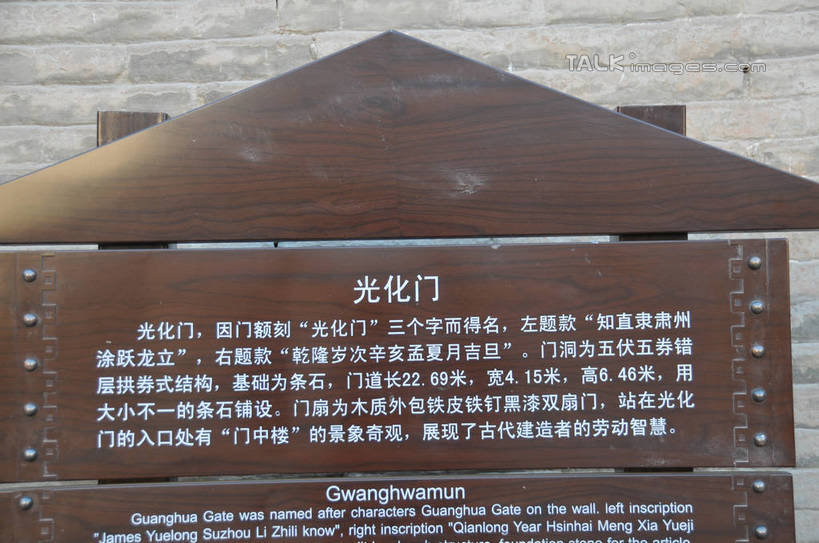 TALK images.com
光化门
光化门，因门额刻“光化门”三个字而得名，左题款“知直隶肃州
涂跃龙立”，右题款“乾隆岁次辛亥孟夏月吉旦”。门洞为五伏五券错
层拱券式结构，基础为条石，门道长22.69米，宽4.15米，高6.46米，用
大小不一的条石铺设。门扇为木质外包铁皮铁钉黑漆双扇门，站在光化
门的入口处有“门中楼”的景象奇观，展现了古代建造者的劳动智慧。
Gwanghwamun
Guanghua Gate was named after characters Guanghua Gate on the wall. left inscription
"James Yuelong Suzhou Li Zhili know", right inscription "Qianlong Year Hsinhai Meng Xia Yueji
structure, foundation stone for the article